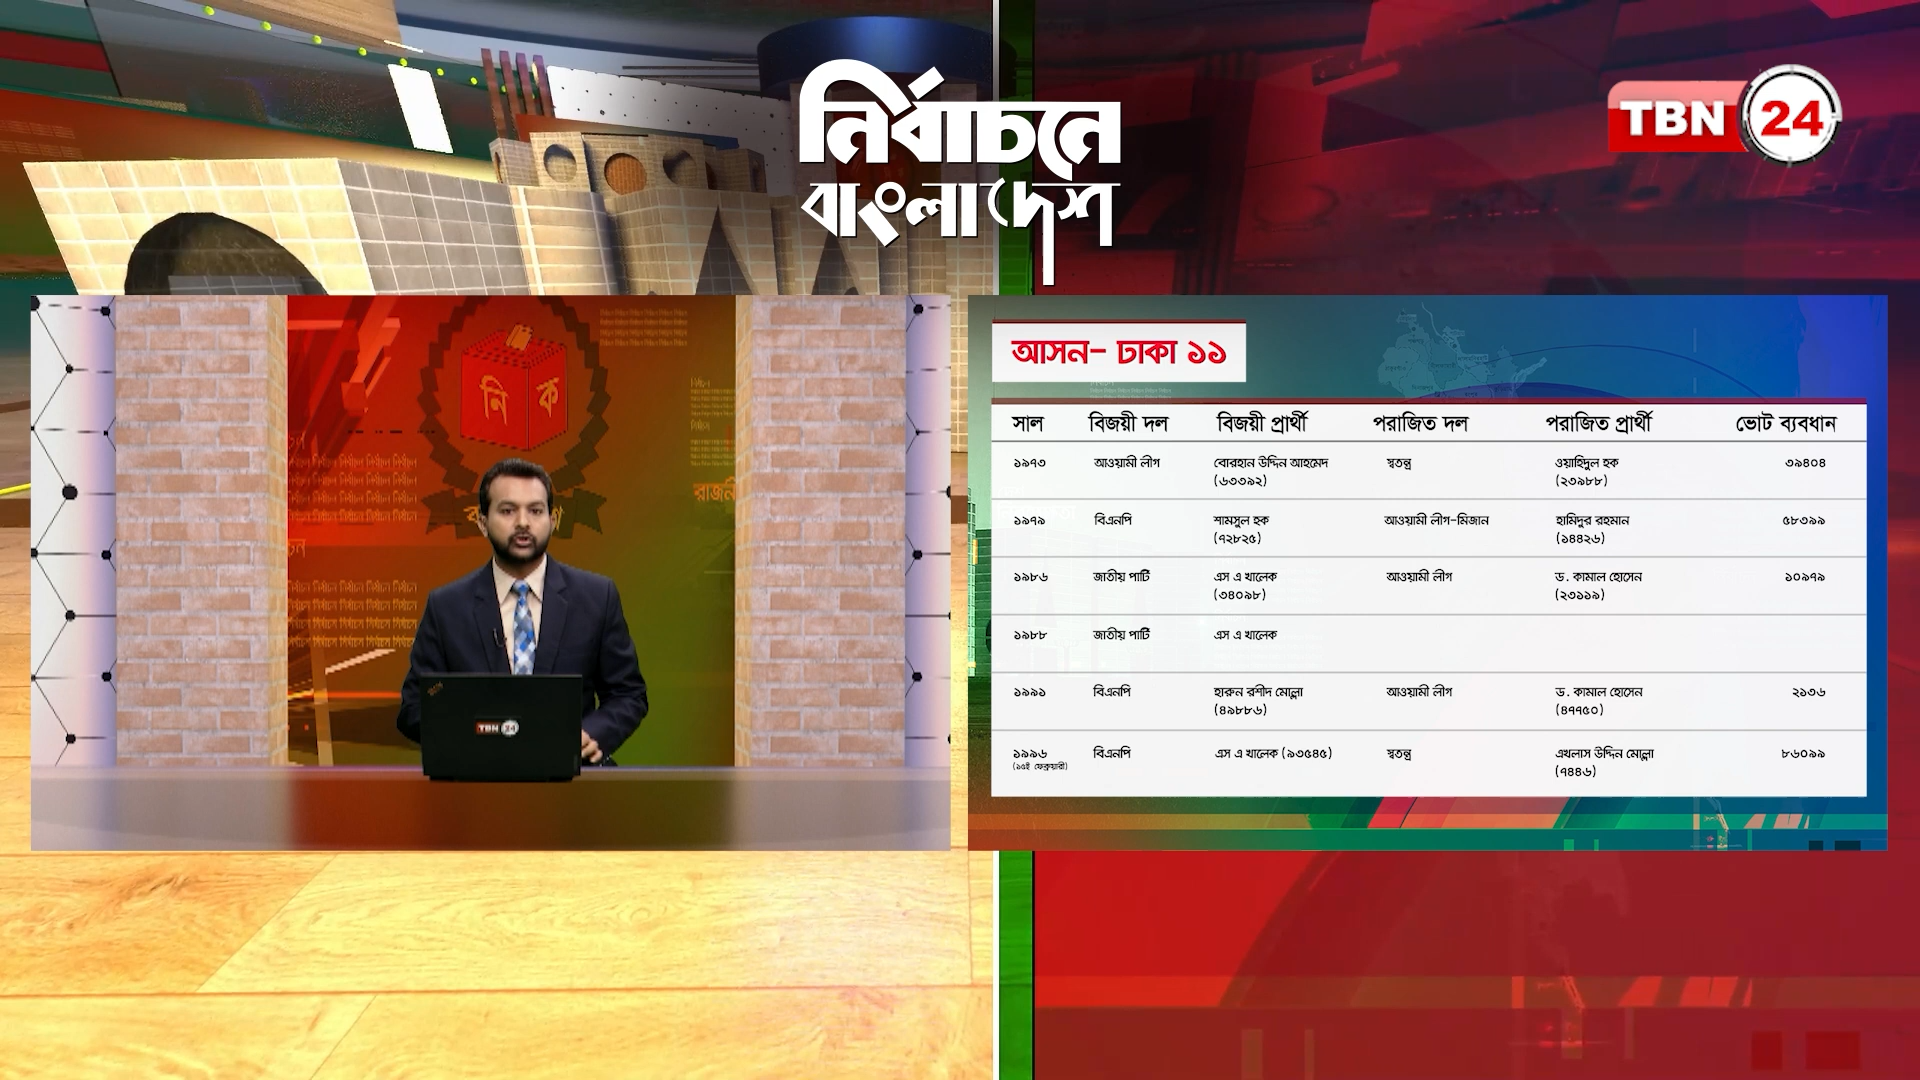 নির্বাচনে
বাংলাদেশ
TBN 24
নি ক
রাজনী
TBN 24
আসন- ঢাকা ১১
সাল বিজয়ী দল বিজয়ী প্রার্থী পরাজিত দল পরাজিত প্রার্থী ভোট ব্যবধান
১৯৭৩ আওয়ামী লীগ বোরহান উদ্দিন আহমেদ স্বতন্ত্র ওয়াহিদুল হক ৩৯৪০৪
(৬৩৩৯২) (২৩৯৮৮)
১৯৭৯ বিএনপি শামসুল হক আওয়ামী লীগ-মিজান হামিদুর রহমান ৫৮৩৯৯
(৭২৮২৫) (১৪৪২৬)
১৯৮৬ জাতীয় পার্টি এস এ খালেক আওয়ামী লীগ ড. কামাল হোসেন ১০৯৭৯
(৩৪০৯৮) (২৩১১৯)
১৯৮৮ জাতীয় পার্টি এস এ খালেক
১৯৯১ বিএনপি হারুন রশীদ মোল্লা আওয়ামী লীগ ড. কামাল হোসেন ২১৩৬
(৪৯৮৮৬) (৪৭৭৫০)
১৯৯৬ বিএনপি এস এ খালেক (৯৩৫৪৫) স্বতন্ত্র এখলাস উদ্দিন মোল্লা ৮৬০৯৯
(১৫ই ফেব্রুয়ারী) (৭৪৪৬)